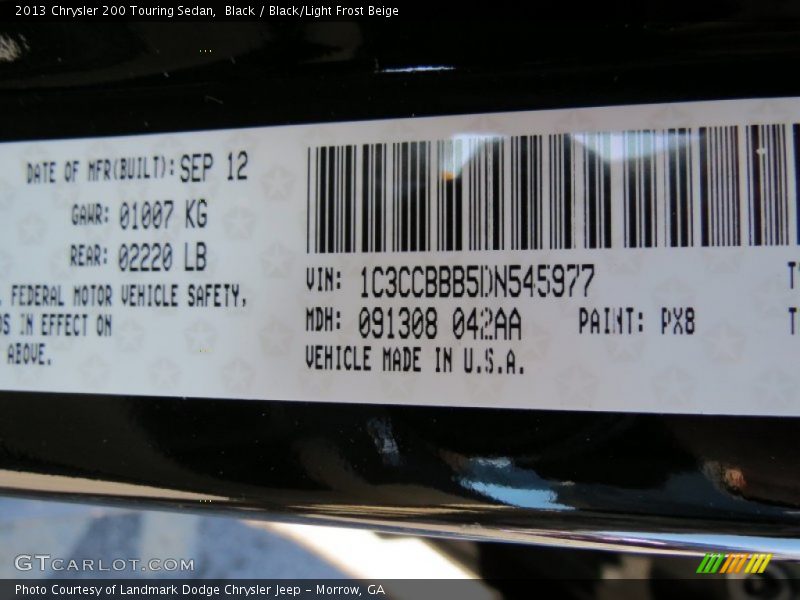 2013 Chrysler 200 Touring Sedan, Black / Black/Light Frost Beige
DATE OF MFR(BUILT): SEP 12
GAWR: 01007 KG
REAR: 02220 LB
FEDERAL MOTOR VEHICLE SAFETY,
IN EFFECT ON
ABOVE.
VIN: 1C3CCBBB5DN545977
MDH: 091308 042AA PAINT: PX8
VEHICLE MADE IN U.S.A.
GTCARLOT.COM
Photo Courtesy of Landmark Dodge Chrysler Jeep - Morrow, GA